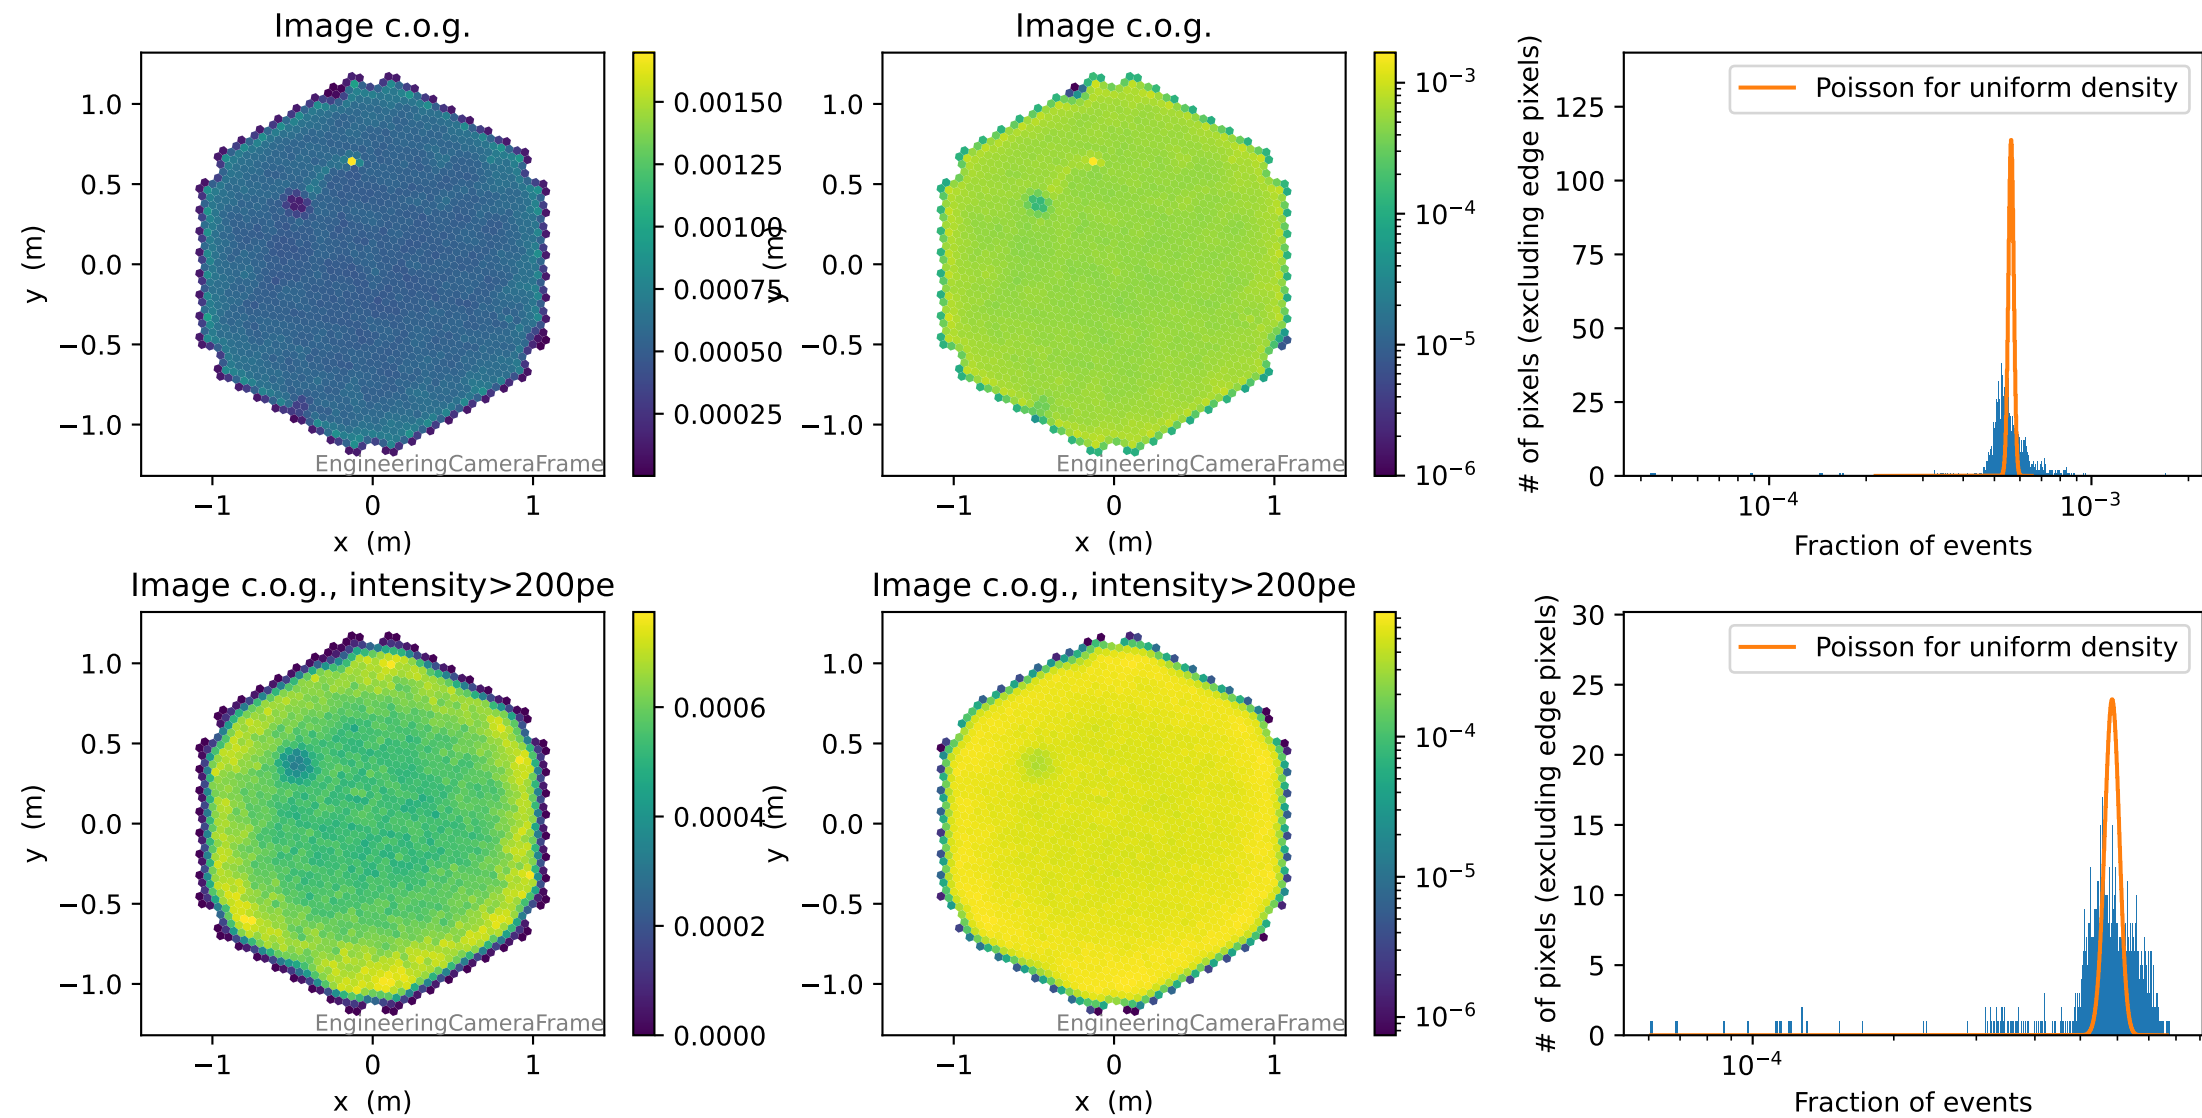 Image c.o.g.
1.0
0.5
0.0
−0.5
−1.0
y (m)
−1
0
1
x (m)
EngineeringCameraFrame
0.00150
0.00125
0.00100
0.00075
0.00050
0.00025
Image c.o.g.
1.0
0.5
0.0
−0.5
−1.0
y (m)
−1
0
1
x (m)
EngineeringCameraFrame
10⁻³
10⁻⁴
10⁻⁵
10⁻⁶
Poisson for uniform density
125
100
75
50
25
0
# of pixels (excluding edge pixels)
10⁻⁴
10⁻³
Fraction of events
Image c.o.g., intensity>200pe
1.0
0.5
0.0
−0.5
−1.0
y (m)
−1
0
1
x (m)
EngineeringCameraFrame
0.0006
0.0004
0.0002
0.0000
Image c.o.g., intensity>200pe
1.0
0.5
0.0
−0.5
−1.0
y (m)
−1
0
1
x (m)
EngineeringCameraFrame
10⁻⁴
10⁻⁵
10⁻⁶
Poisson for uniform density
30
25
20
15
10
5
0
# of pixels (excluding edge pixels)
10⁻⁴
Fraction of events